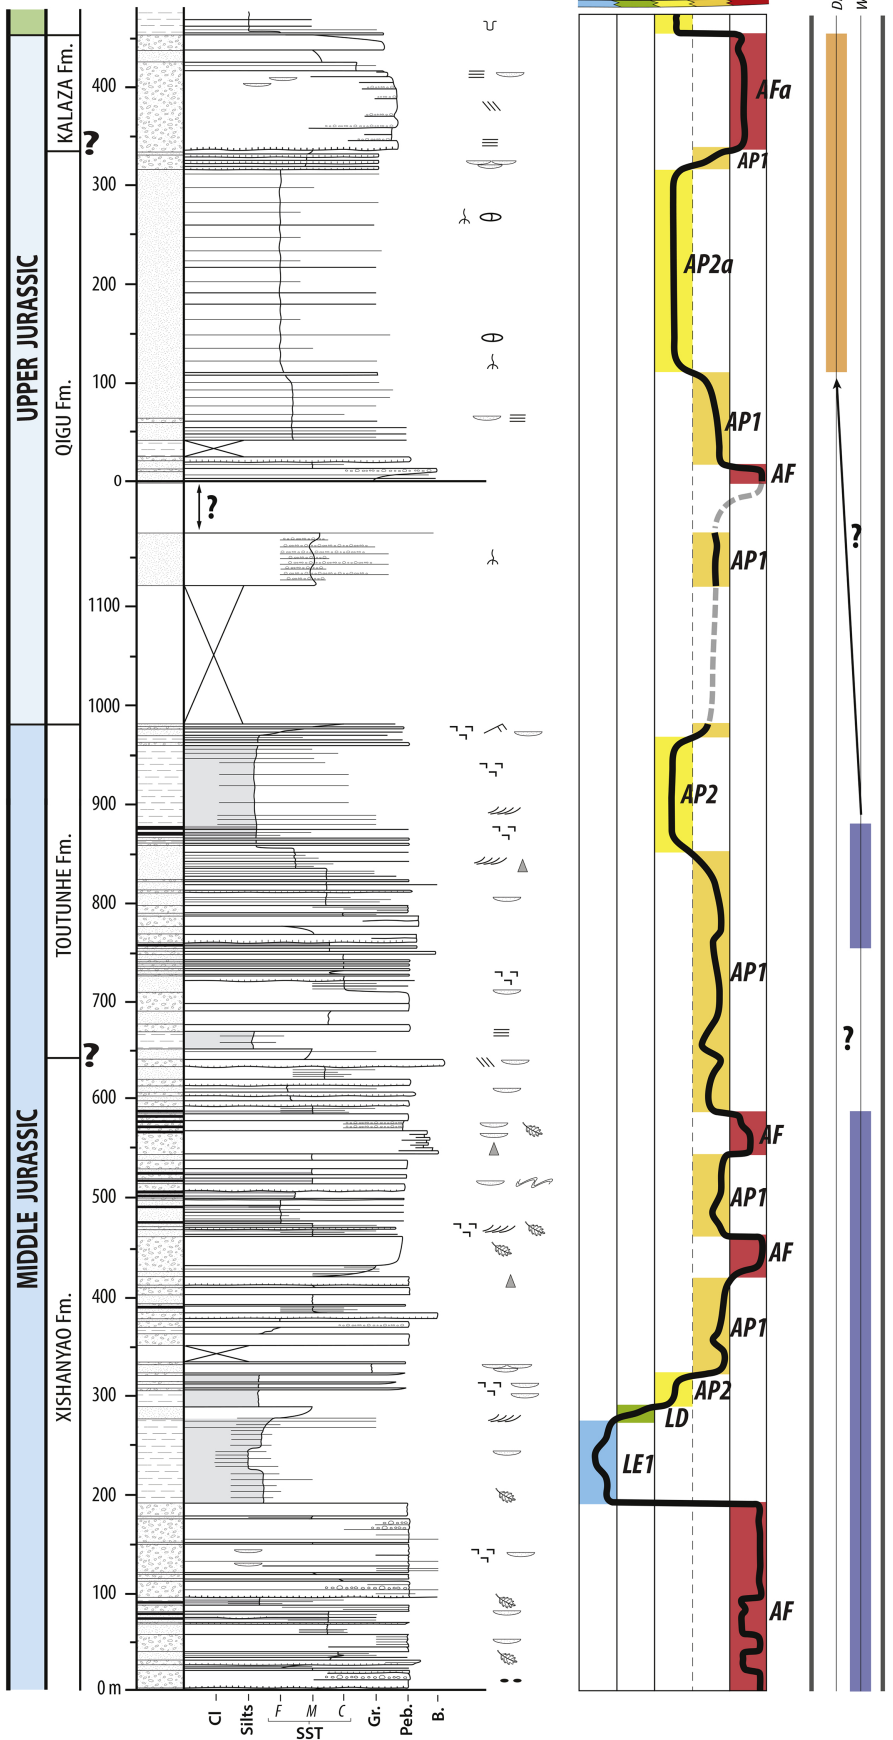 D
W
KALAZA Fm.
?
UPPER JURASSIC
QIGU Fm.
MIDDLE JURASSIC
TOUTUNHE Fm.
?
XISHANYAO Fm.
400
300
200
100
0
?
1100
1000
900
800
700
600
500
400
300
200
100
0 m
Cl
Silts
F
M
C
SST
Gr.
Peb.
B.
AFa
AP1
AP2a
AP1
AF
AP1
AP2
AP1
AF
AP1
AF
AP1
AP2
LD
LE1
AF
?
?